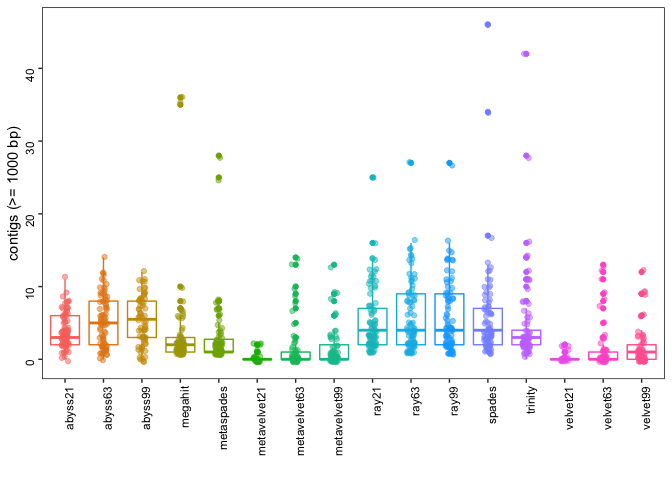 contigs (>= 1000 bp)
40
30
20
10
0
abyss21
abyss63
abyss99
megahit
metaspades
metavelvet21
metavelvet63
metavelvet99
ray21
ray63
ray99
spades
trinity
velvet21
velvet63
velvet99